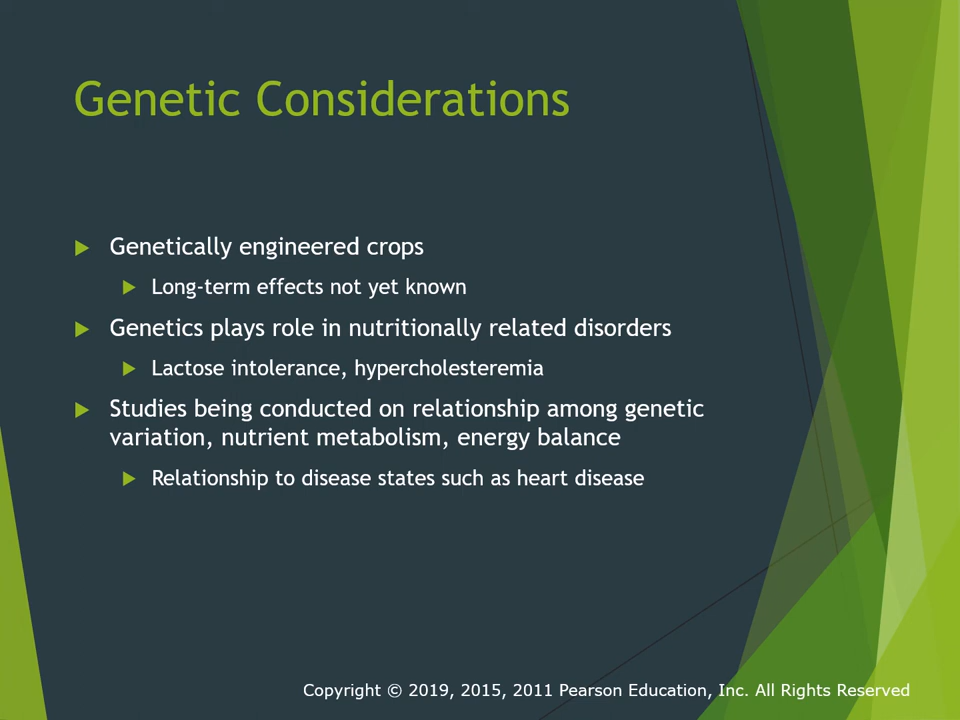 Genetic Considerations
Genetically engineered crops
Long-term effects not yet known
Genetics plays role in nutritionally related disorders
Lactose intolerance, hypercholesteremia
Studies being conducted on relationship among genetic
variation, nutrient metabolism, energy balance
Relationship to disease states such as heart disease
Copyright © 2019, 2015, 2011 Pearson Education, Inc. All Rights Reserved